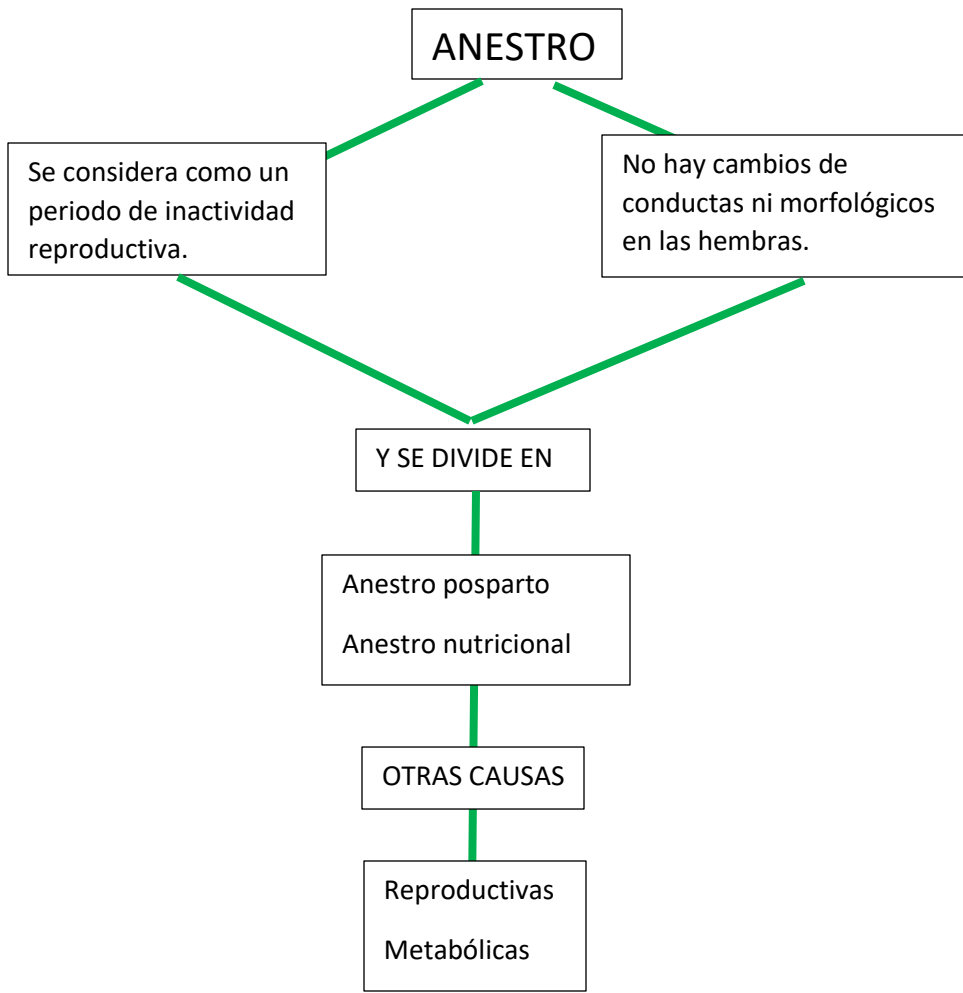 ANESTRO
Se considera como un
periodo de inactividad
reproductiva.
No hay cambios de
conductas ni morfológicos
en las hembras.
Y SE DIVIDE EN
Anestro posparto
Anestro nutricional
OTRAS CAUSAS
Reproductivas
Metabólicas